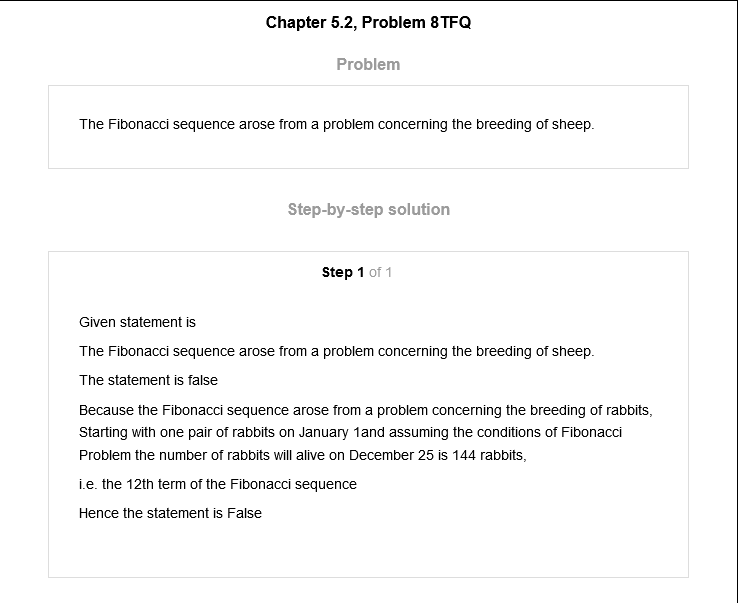 Chapter 5.2, Problem 8TFQ
Problem
The Fibonacci sequence arose from a problem concerning the breeding of sheep.
Step-by-step solution
Step 1 of 1
Given statement is
The Fibonacci sequence arose from a problem concerning the breeding of sheep.
The statement is false
Because the Fibonacci sequence arose from a problem concerning the breeding of rabbits,
Starting with one pair of rabbits on January 1and assuming the conditions of Fibonacci
Problem the number of rabbits will alive on December 25 is 144 rabbits,
i.e. the 12th term of the Fibonacci sequence
Hence the statement is False